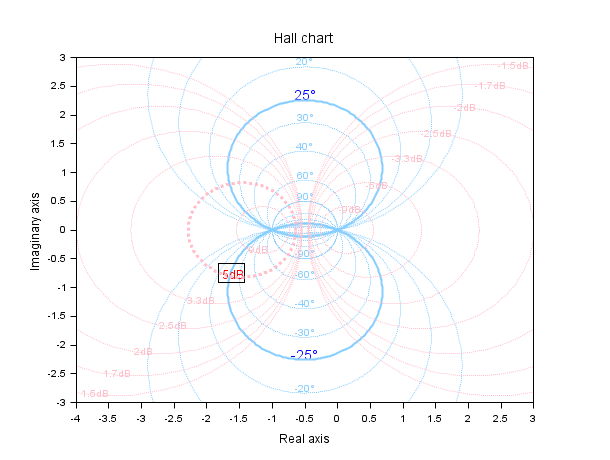 Hall chart
3
2.5
2
1.5
1
0.5
0
-0.5
-1
-1.5
-2
-2.5
-3
Imaginary axis
20°
-1.5dB
-1.7dB
25°
-2dB
30°
-2.5dB
40°
-3.3dB
60°
-5dB
90°
-9dB
9dB
-90°
5dB
-60°
3.3dB
-40°
2.5dB
-30°
2dB
-25°
1.7dB
-20°
1.5dB
-4 -3.5 -3 -2.5 -2 -1.5 -1 -0.5 0 0.5 1 1.5 2 2.5 3
Real axis